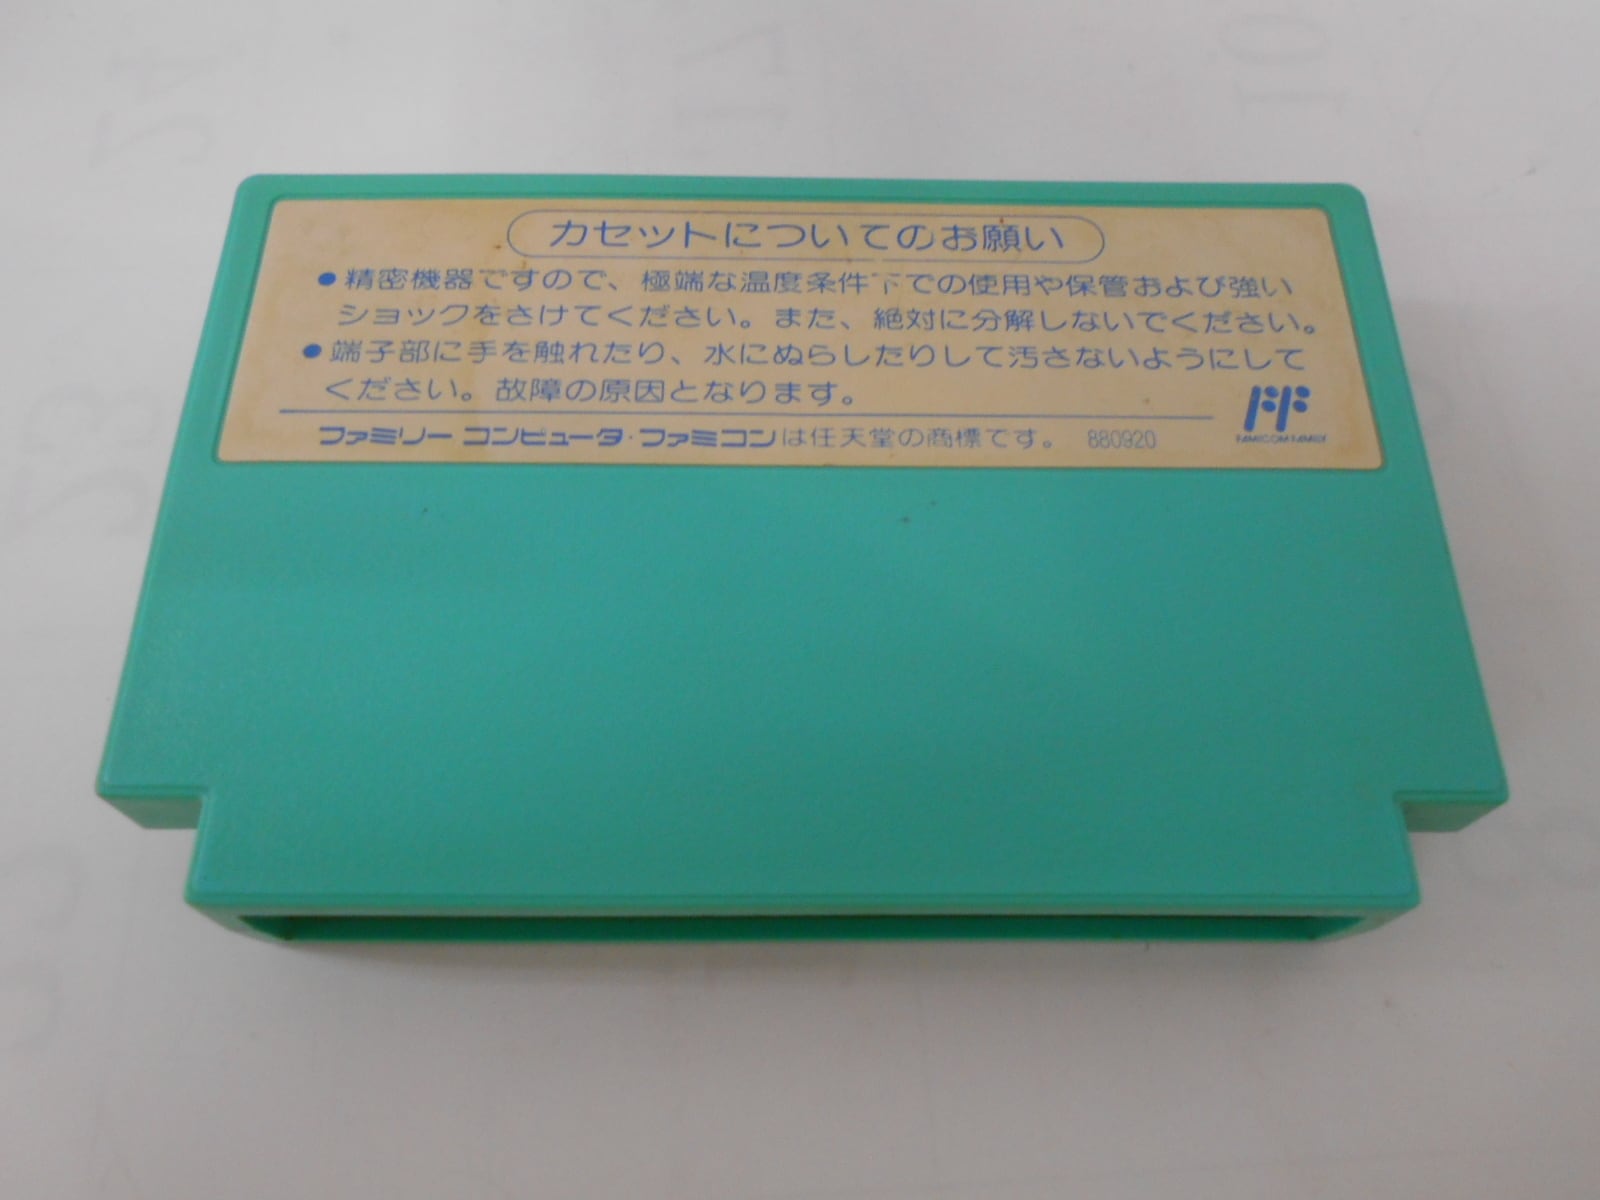 カセットについてのお願い
●精密機器ですので、極端な温度条件下での使用や保管および強い
ショックをさけてください。また、絶対に分解しないでください。
●端子部に手を触れたり、水にぬらしたりして汚さないようにして
ください。故障の原因となります。
FF
FAMICOM FAMILY
ファミリーコンピュータ・ファミコンは任天堂の商標です。 880920
24
17
10
23